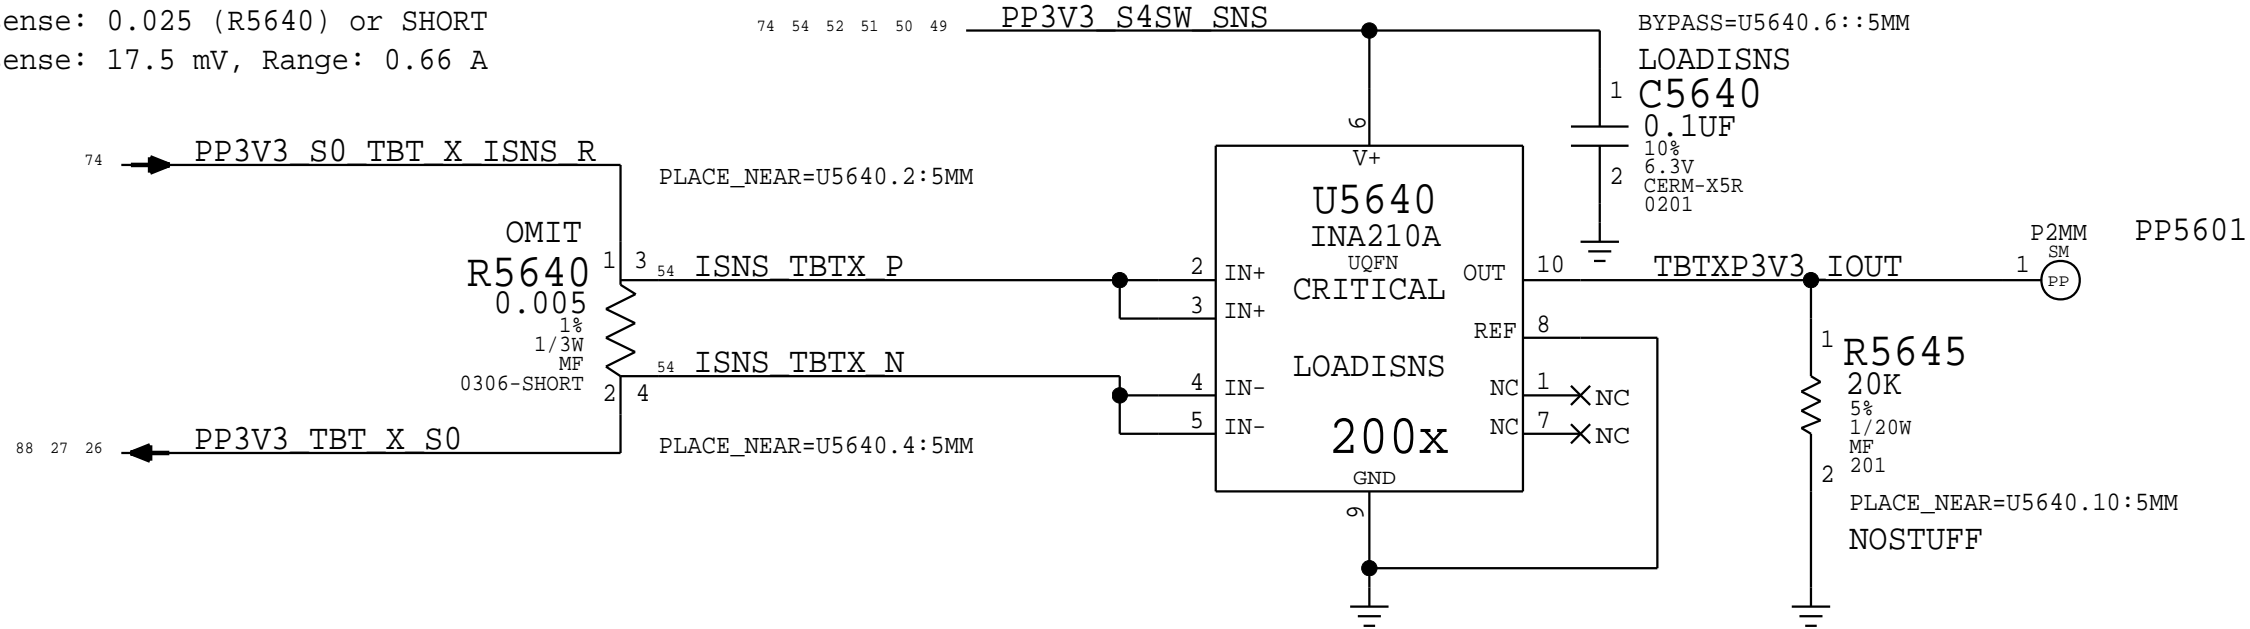 ense: 0.025 (R5640) or SHORT
ense: 17.5 mV, Range: 0.66 A
74 54 52 51 50 49
PP3V3_S4SW_SNS
BYPASS=U5640.6::5MM
LOADISNS
1
C5640
0.1UF
10%
6.3V
2
CERM-X5R
0201
74
PP3V3_S0_TBT_X_ISNS_R
PLACE_NEAR=U5640.2:5MM
OMIT
R5640
0.005
1%
1/3W
MF
0306-SHORT
1 3
2 4
54 ISNS_TBTX_P
54 ISNS_TBTX_N
88 27 26
PP3V3_TBT_X_S0
PLACE_NEAR=U5640.4:5MM
6
V+
U5640
INA210A
UQFN
CRITICAL
LOADISNS
200x
2 IN+
3 IN+
4 IN-
5 IN-
OUT 10
REF 8
NC 1 NC
NC 7 NC
GND
9
TBTXP3V3_IOUT
1
P2MM
SM
PP
PP5601
1
R5645
20K
5%
1/20W
MF
201
2
PLACE_NEAR=U5640.10:5MM
NOSTUFF